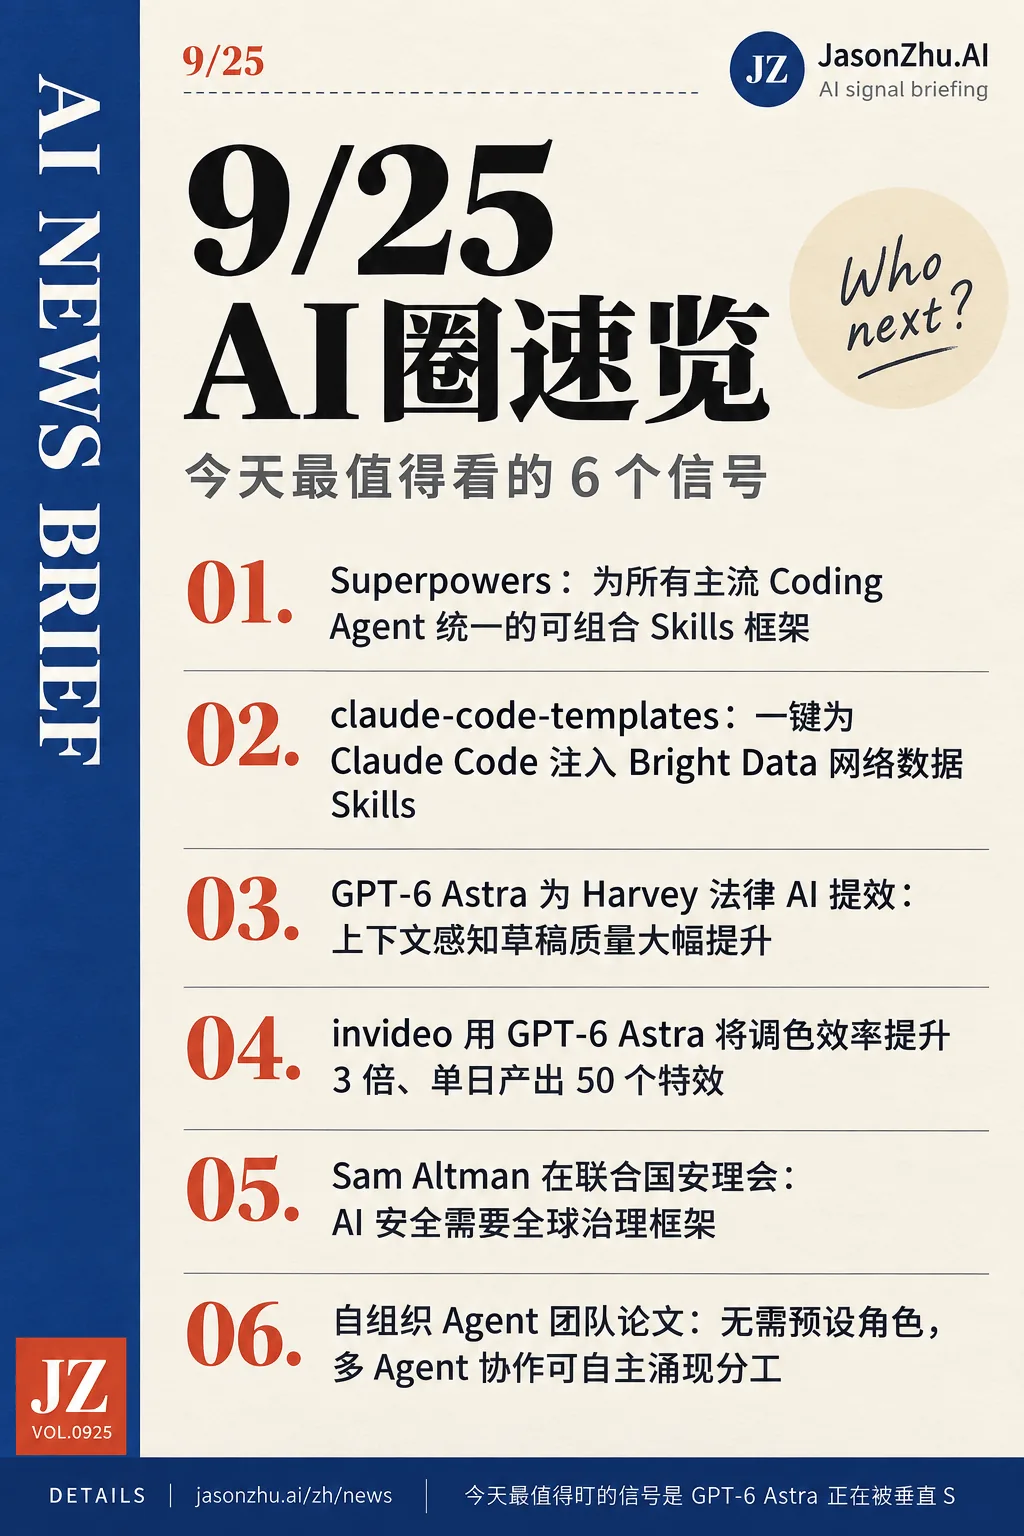 AI NEWS BRIEF
9/25
JZ
JasonZhu.AI
AI signal briefing
9/25
AI圈速览
Who
next?
今天最值得看的 6 个信号
01.
Superpowers：为所有主流 Coding
Agent 统一的可组合 Skills 框架
02.
claude-code-templates：一键为
Claude Code 注入 Bright Data 网络数据
Skills
03.
GPT-6 Astra 为 Harvey 法律 AI 提效：
上下文感知草稿质量大幅提升
04.
invideo 用 GPT-6 Astra 将调色效率提升
3 倍、单日产出 50 个特效
05.
Sam Altman 在联合国安理会：
AI 安全需要全球治理框架
06.
自组织 Agent 团队论文：无需预设角色，
多 Agent 协作可自主涌现分工
JZ
VOL.0925
DETAILS
jasonzhu.ai/zh/news
今天最值得盯的信号是 GPT-6 Astra 正在被垂直 S